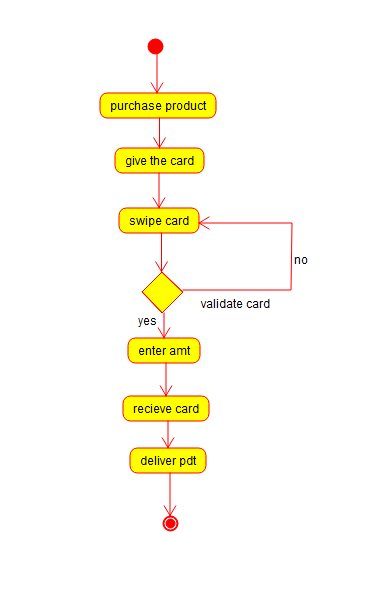 purchase product
give the card
swipe card
no
validate card
yes
enter amt
recieve card
deliver pdt